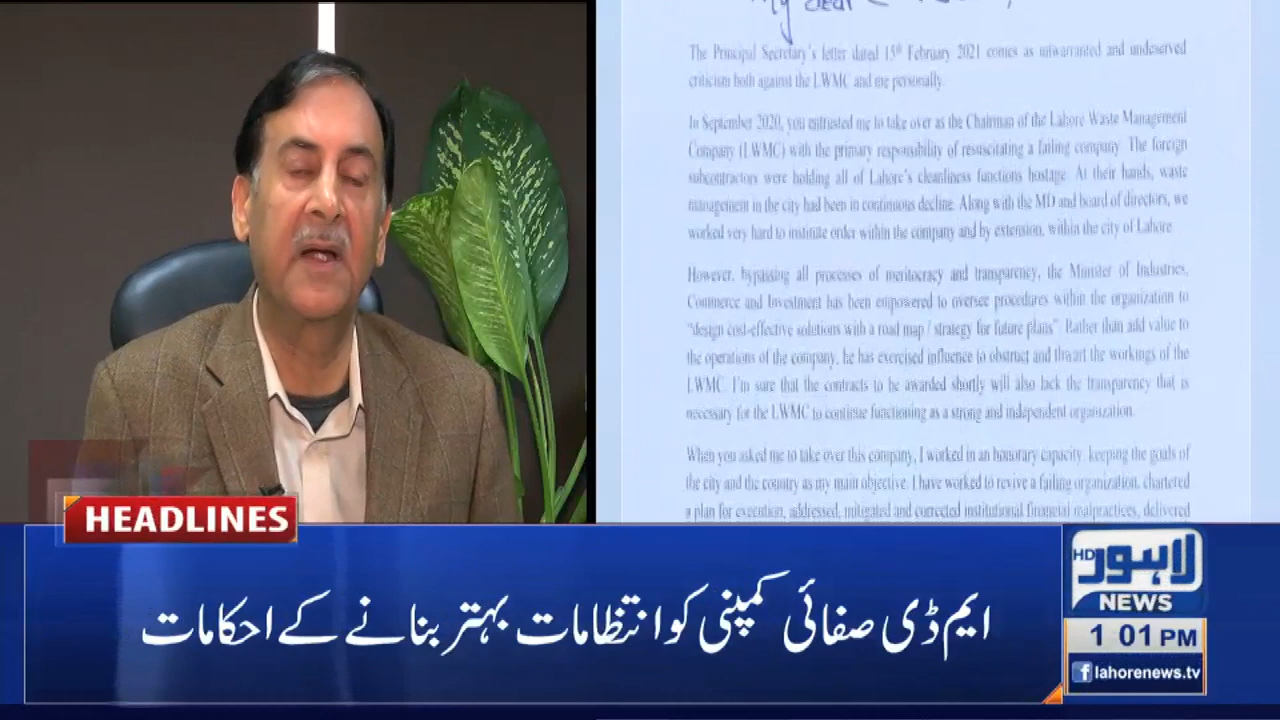 My dear
The Principal Secretary's letter dated 15th February 2021 comes as unwarranted and undeserved
criticism both against the LWMC and me personally.
In September 2020, you entrusted me to take over as the Chairman of the Lahore Waste Management
Company (LWMC) with the primary responsibility of resuscitating a failing company. The foreign
subcontractors were holding all of Lahore's cleanliness functions hostage. At their hands, waste
management in the city had been in continuous decline. Along with the MD and board of directors, we
worked very hard to institute order within the company and by extension, within the city of Lahore.
However, bypassing all processes of meritocracy and transparency, the Minister of Industries,
Commerce and Investment has been empowered to oversee procedures within the organization to
"design cost-effective solutions with a road map / strategy for future plans". Rather than add value to
the operations of the company, he has exercised influence to obstruct and thwart the workings of the
LWMC. I'm sure that the contracts to be awarded shortly will also lack the transparency that is
necessary for the LWMC to continue functioning as a strong and independent organization.
When you asked me to take over this company, I worked in an honorary capacity, keeping the goals of
the city and the country as my main objective. I have worked to revive a failing organization, chartered
a plan for execution, addressed, mitigated and corrected institutional financial malpractices, delivered
HEADLINES
ایم ڈی صفائی کمپنی کو انتظامات بہتر بنانے کے احکامات
لاہور HD
NEWS
1 01 PM
lahorenews.tv